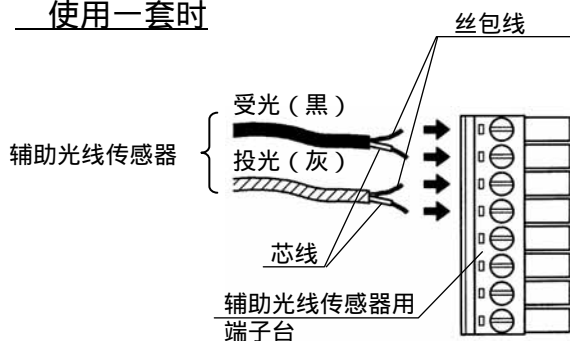 使用一套时
丝包线
受光（黒）
辅助光线传感器
投光（灰）
芯线
辅助光线传感器用
端子台